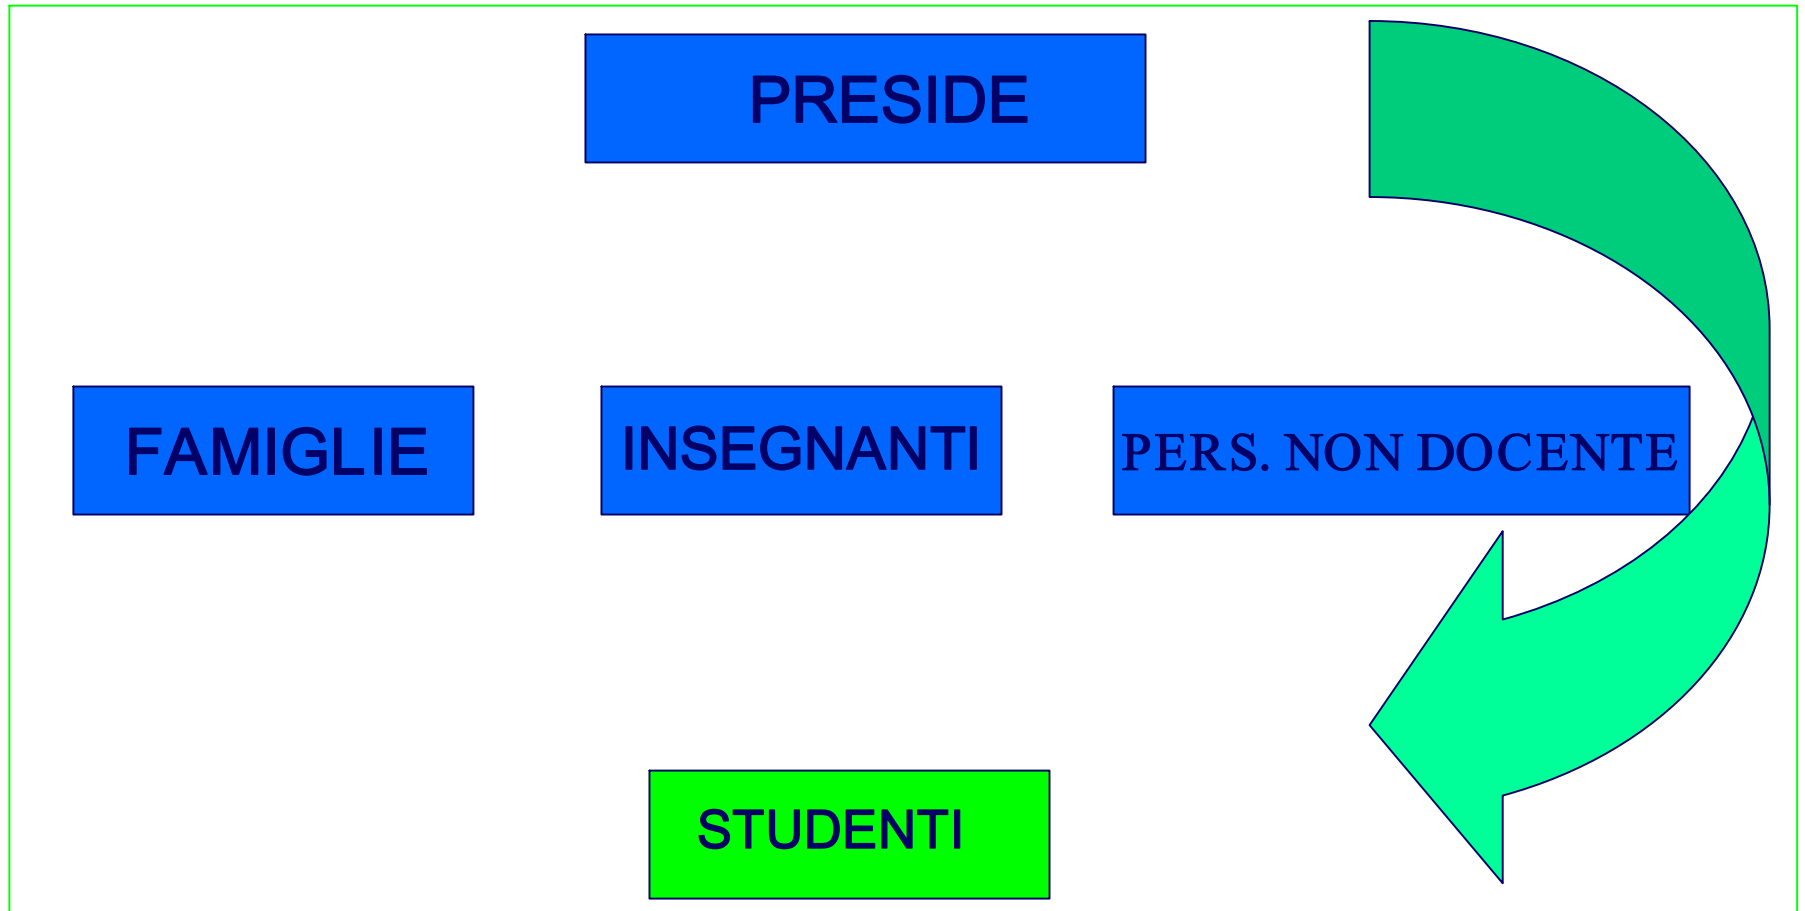 PRESIDE
FAMIGLIE
INSEGNANTI
PERS. NON DOCENTE
STUDENTI